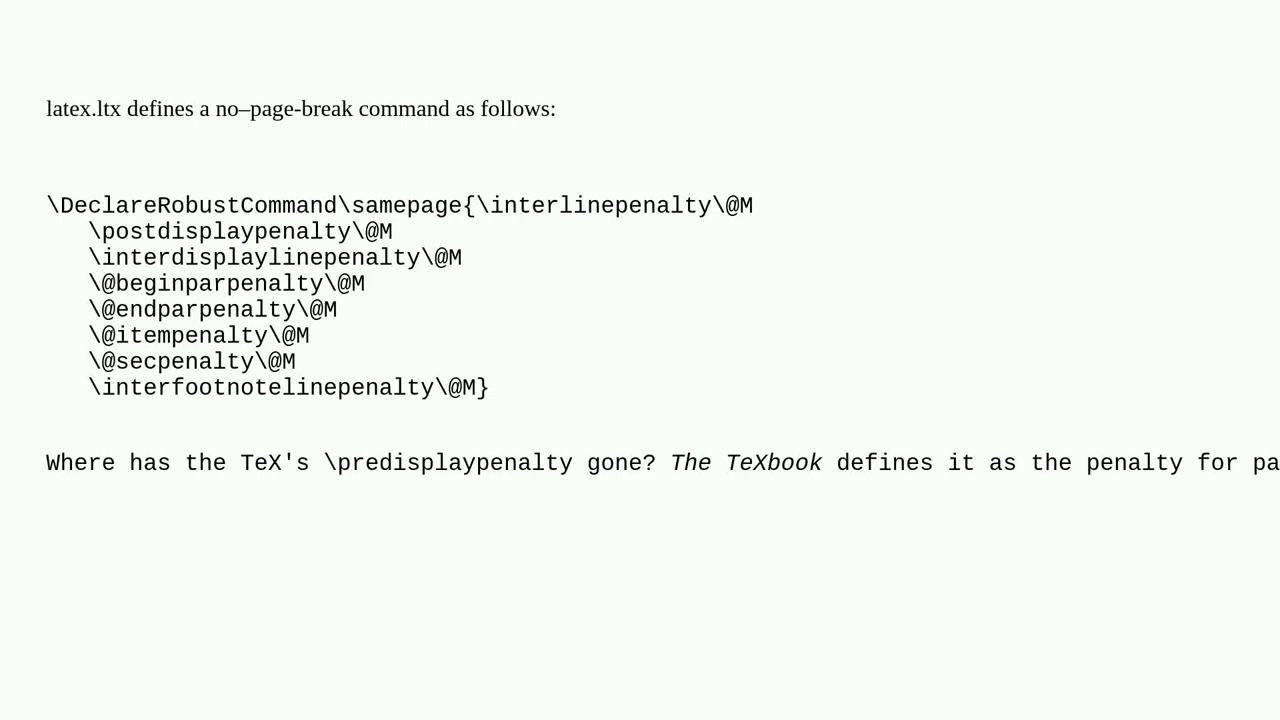 latex.ltx defines a no–page-break command as follows:
\DeclareRobustCommand\samepage{\interlinepenalty\@M
\postdisplaypenalty\@M
\interdisplaylinepenalty\@M
\@beginparpenalty\@M
\@endparpenalty\@M
\@itempenalty\@M
\@secpenalty\@M
\interfootnotelinepenalty\@M}
Where has the TeX's \predisplaypenalty gone? The TeXbook defines it as the penalty for